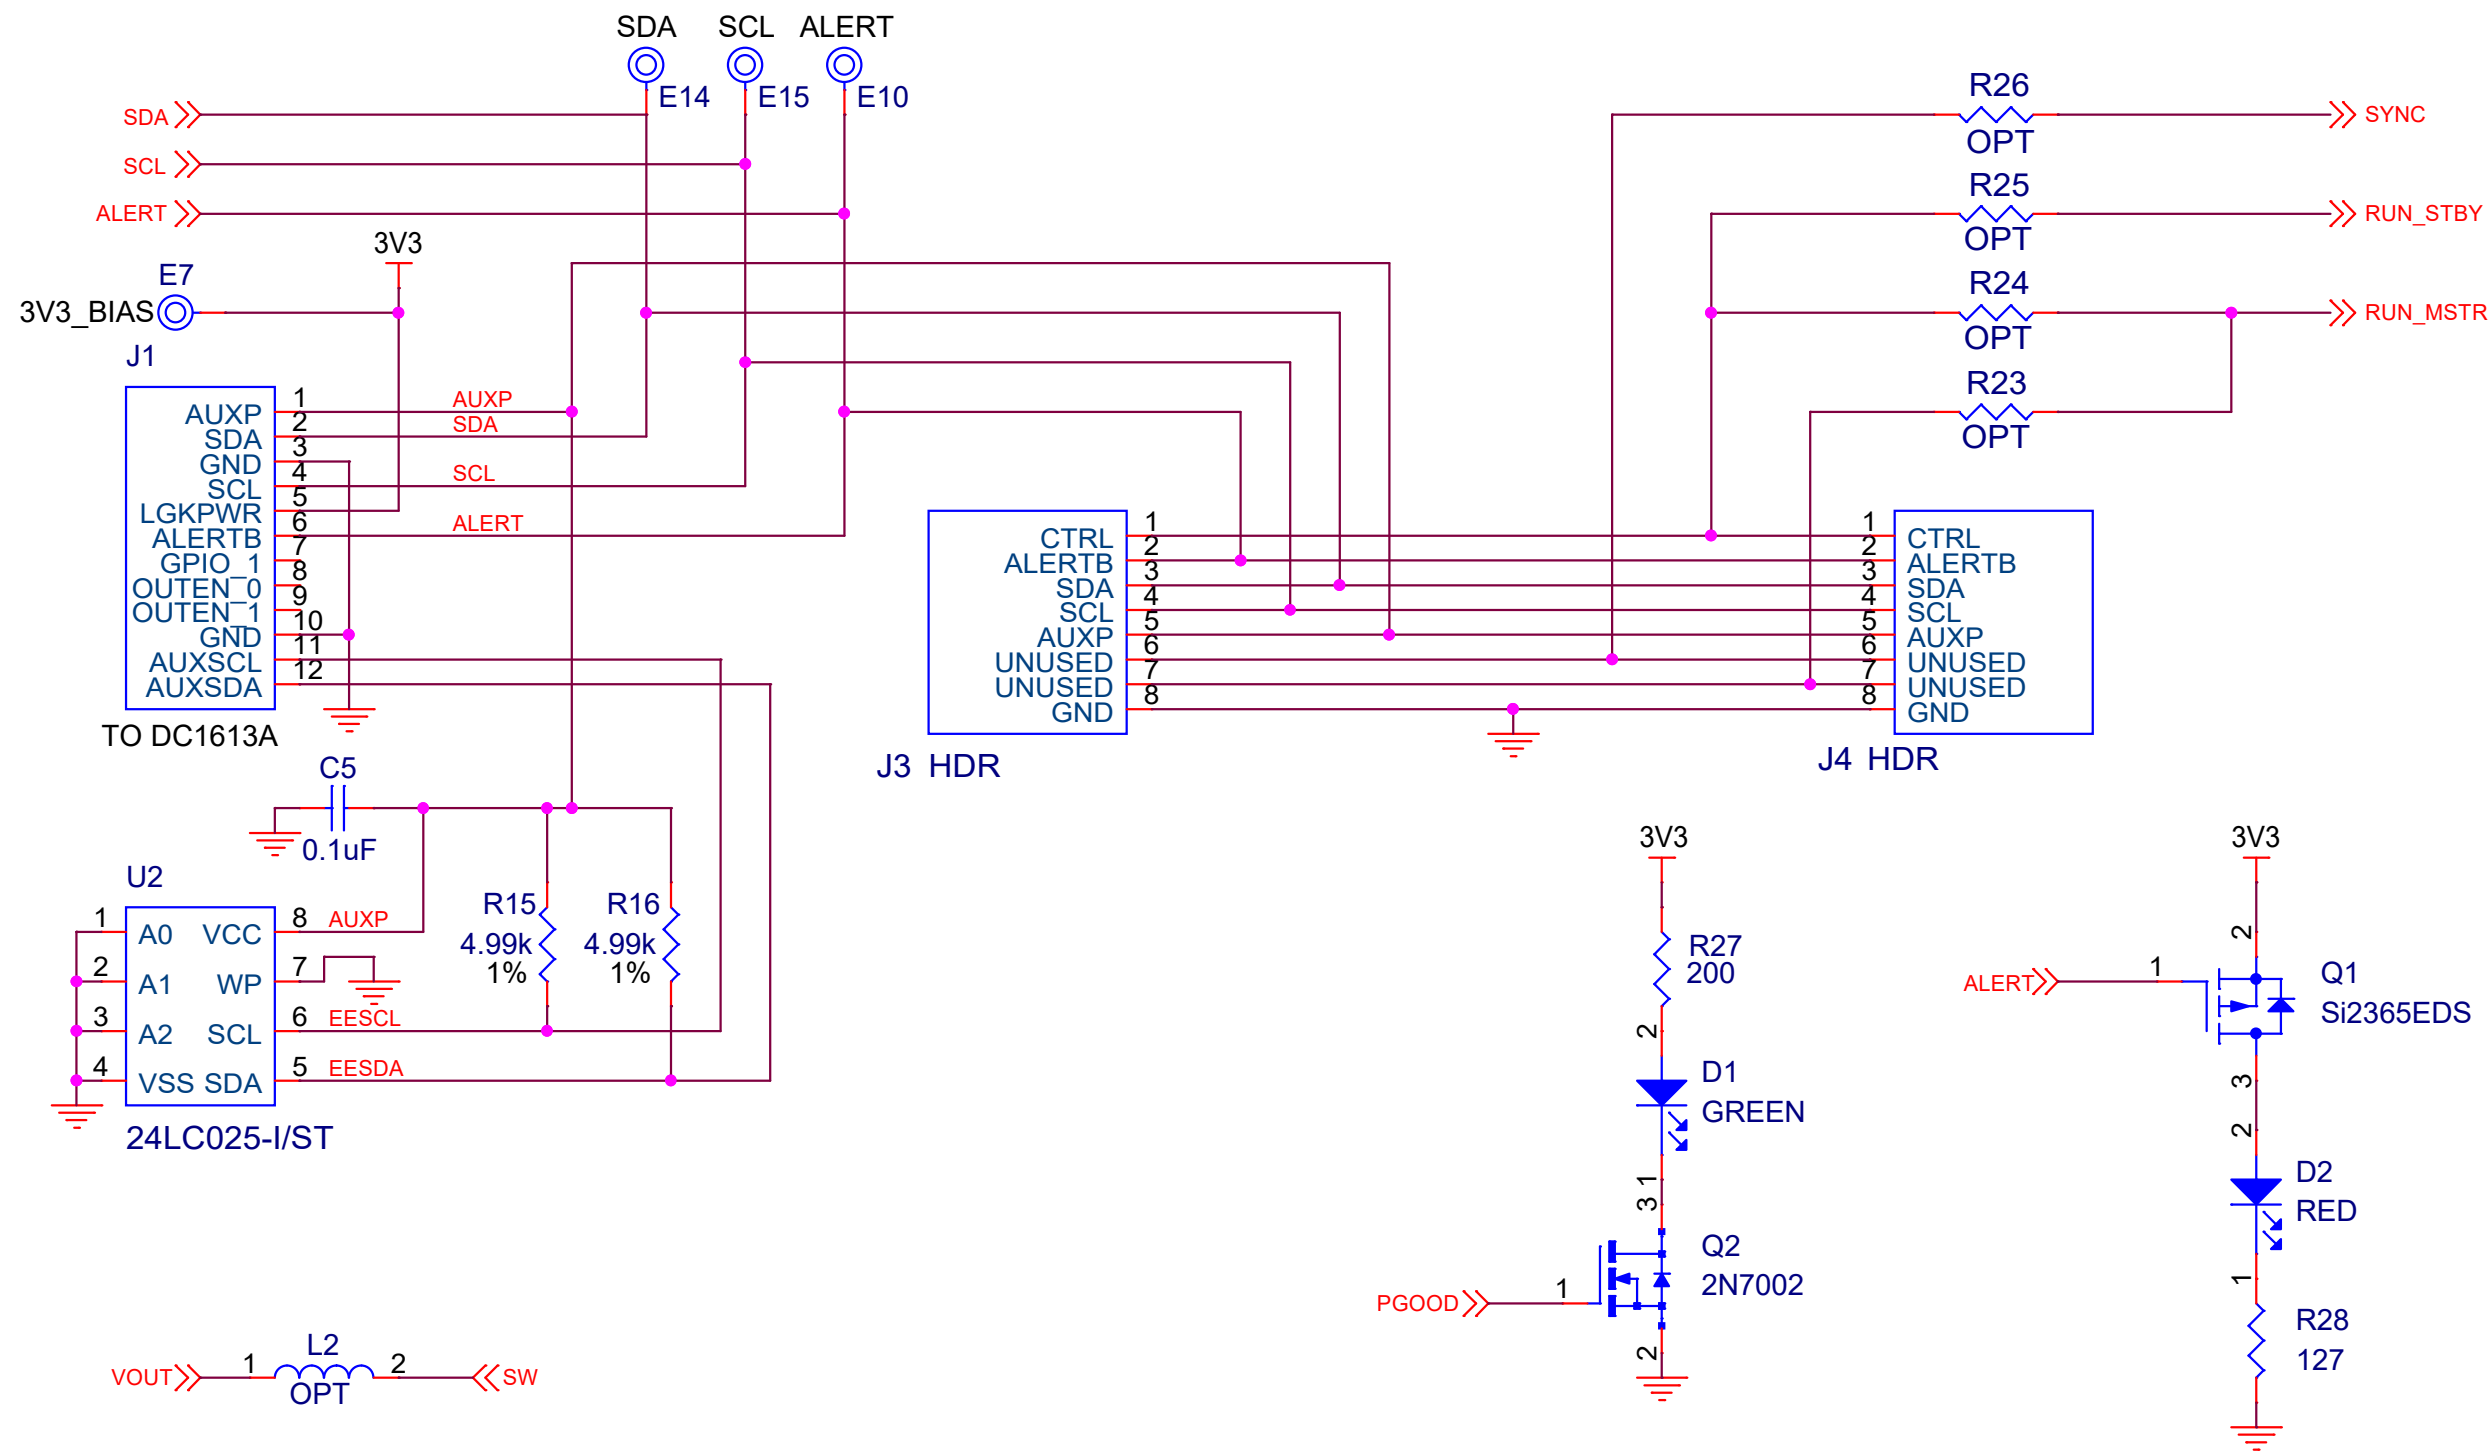 SDA SCL ALERT
E14 E15 E10
SDA
SCL
ALERT
3V3
E7
3V3_BIAS
J1
AUXP 1 AUXP
SDA 2 SDA
GND 3
SCL 4 SCL
LGKPWR 5
ALERTB 6 ALERT
GPIO_1 7
OUTEN_0 8
OUTEN_1 9
GND 10
AUXSCL 11
AUXSDA 12
TO DC1613A
R26
OPT
SYNC
R25
OPT
RUN_STBY
R24
OPT
RUN_MSTR
R23
OPT
CTRL 1
ALERTB 2
SDA 3
SCL 4
AUXP 5
UNUSED 6
UNUSED 7
GND 8
J3 HDR
1 CTRL
2 ALERTB
3 SDA
4 SCL
5 AUXP
6 UNUSED
7 UNUSED
8 GND
J4 HDR
C5
0.1uF
U2
1 A0 VCC 8 AUXP
2 A1 WP 7
3 A2 SCL 6 EESCL
4 VSS SDA 5 EESDA
24LC025-I/ST
R15
4.99k
1%
R16
4.99k
1%
VOUT 1 L2 2 SW
OPT
3V3
R27
200
2
D1
GREEN
1
3
Q2
2N7002
PGOOD 1
2
3V3
2
ALERT 1
Q1
Si2365EDS
3
2
D2
RED
1
R28
127